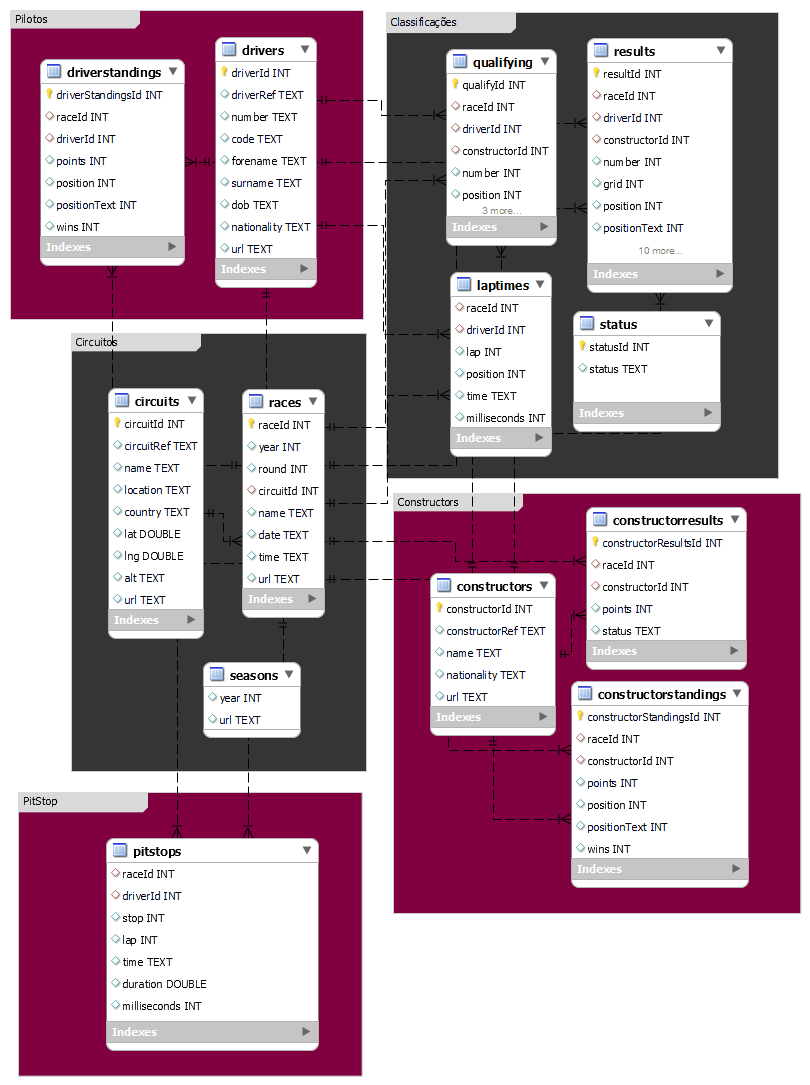 Pilotos
driverstandings
driverStandingsId INT
raceId INT
driverId INT
points INT
position INT
positionText INT
wins INT
Indexes
drivers
driverId INT
driverRef TEXT
number TEXT
code TEXT
forename TEXT
surname TEXT
dob TEXT
nationality TEXT
url TEXT
Indexes
Classificações
qualifying
qualifyId INT
raceId INT
driverId INT
constructorId INT
number INT
position INT
3 more...
Indexes
results
resultId INT
raceId INT
driverId INT
constructorId INT
number INT
grid INT
position INT
positionText INT
10 more...
Indexes
laptimes
raceId INT
driverId INT
lap INT
position INT
time TEXT
milliseconds INT
Indexes
status
statusId INT
status TEXT
Indexes
Circuitos
circuits
circuitId INT
circuitRef TEXT
name TEXT
location TEXT
country TEXT
lat DOUBLE
lng DOUBLE
alt TEXT
url TEXT
Indexes
races
raceId INT
year INT
round INT
circuitId INT
name TEXT
date TEXT
time TEXT
url TEXT
Indexes
seasons
year INT
url TEXT
Constructors
constructorresults
constructorResultsId INT
raceId INT
constructorId INT
points INT
status TEXT
Indexes
constructors
constructorId INT
constructorRef TEXT
name TEXT
nationality TEXT
url TEXT
Indexes
constructorstandings
constructorStandingsId INT
raceId INT
constructorId INT
points INT
position INT
positionText INT
wins INT
Indexes
PitStop
pitstops
raceId INT
driverId INT
stop INT
lap INT
time TEXT
duration DOUBLE
milliseconds INT
Indexes